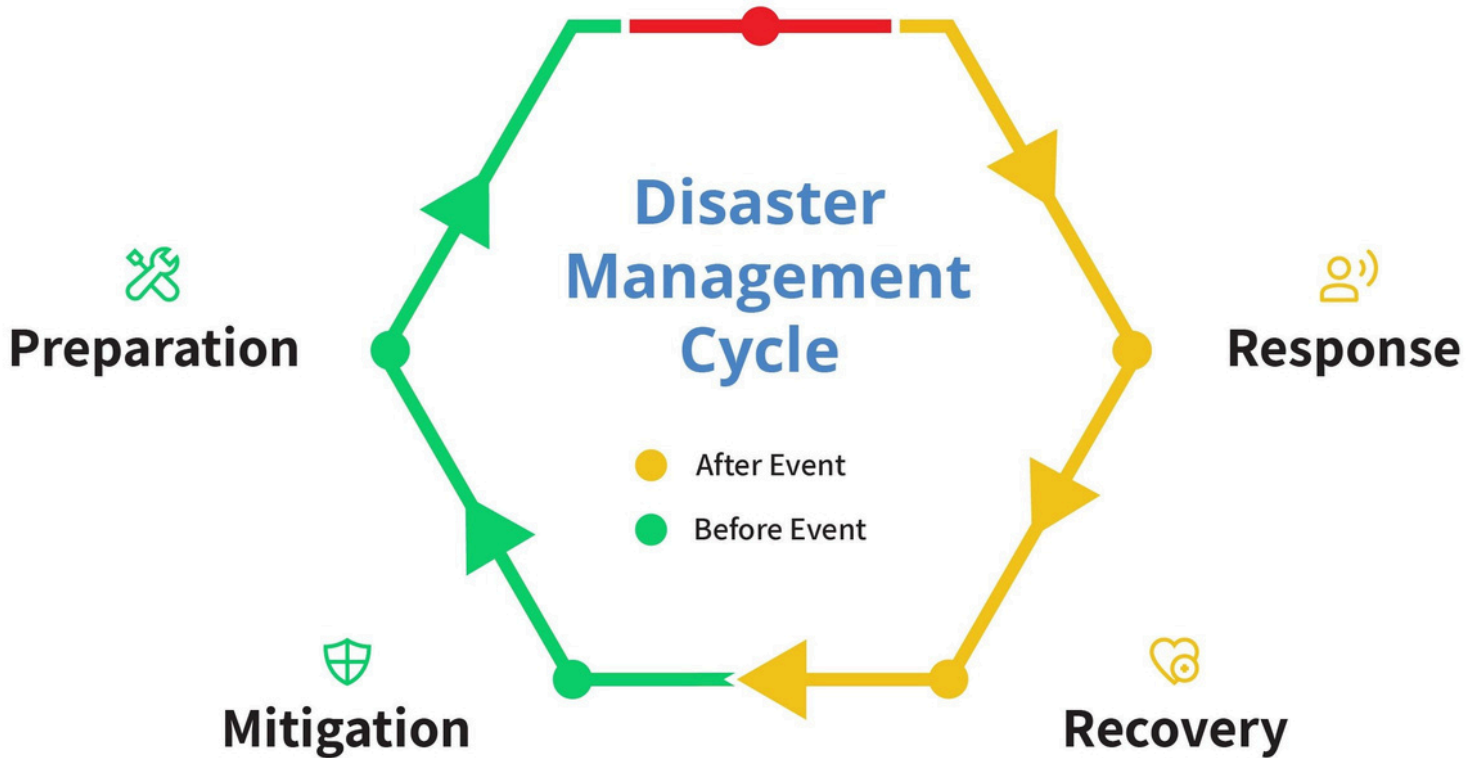 Disaster
Management
Cycle
Preparation
Response
After Event
Before Event
Mitigation
Recovery